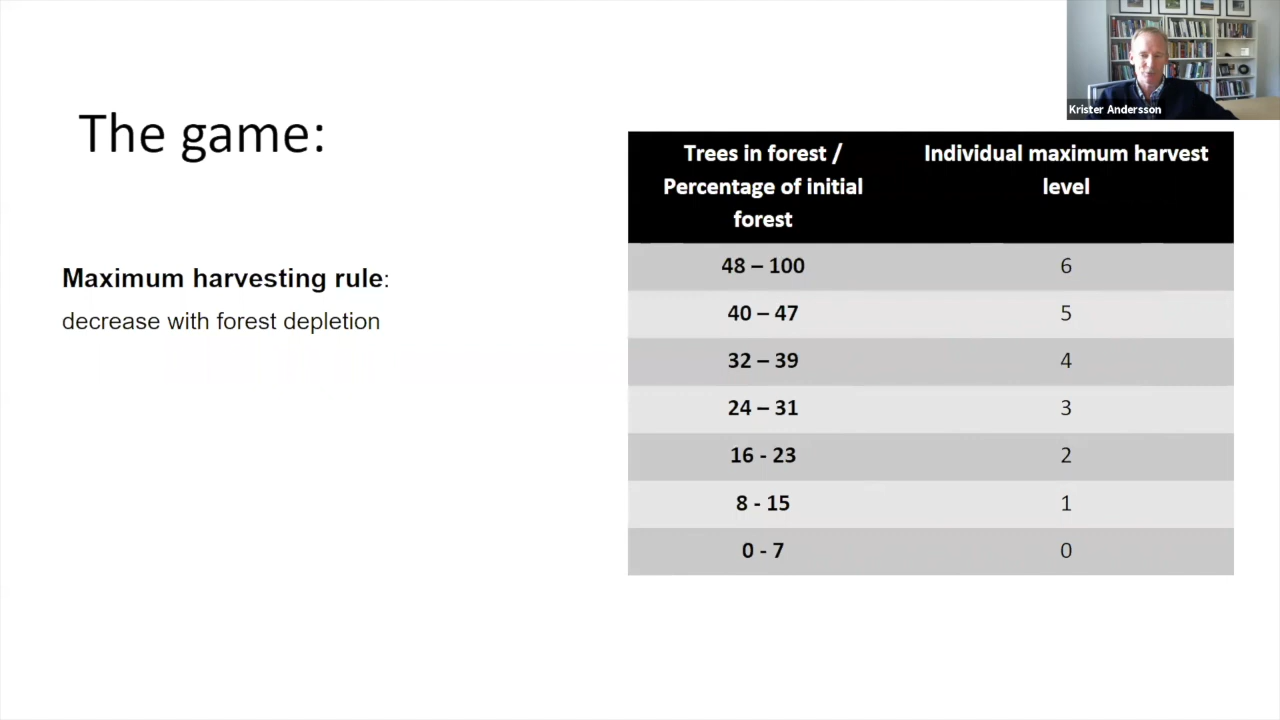 Krister Andersson
The game:
Maximum harvesting rule:
decrease with forest depletion
Trees in forest /
Percentage of initial
forest
Individual maximum harvest
level
48 – 100
6
40 – 47
5
32 – 39
4
24 – 31
3
16 - 23
2
8 - 15
1
0 - 7
0